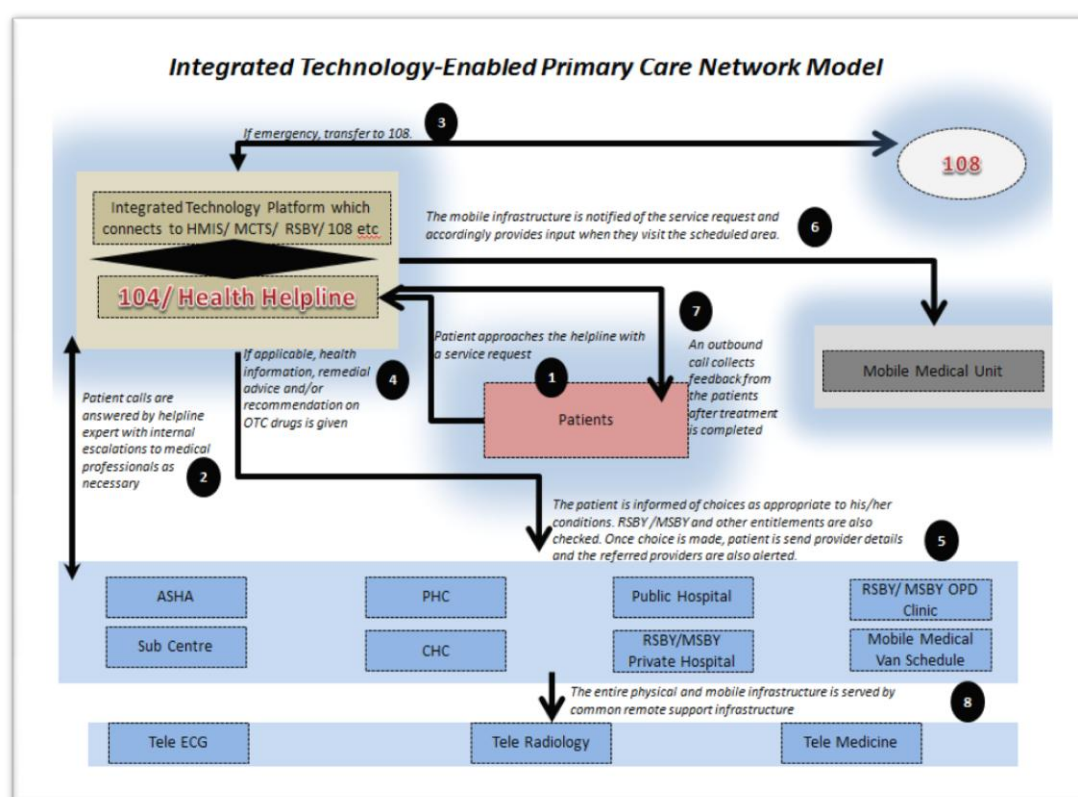 Integrated Technology-Enabled Primary Care Network Model
If emergency, transfer to 108.
3
108
Integrated Technology Platform which
connects to HMIS/ MCTS/ RSBY/ 108 etc
104/ Health Helpline
The mobile infrastructure is notified of the service request and
accordingly provides input when they visit the scheduled area.
6
Patient approaches the helpline with
a service request
1
Patients
7
An outbound
call collects
feedback from
the patients
after treatment
is completed
Mobile Medical Unit
If applicable, health
information, remedial
advice and/or
recommendation on
OTC drugs is given
4
Patient calls are
answered by helpline
expert with internal
escalations to medical
professionals as
necessary
2
The patient is informed of choices as appropriate to his/her
conditions. RSBY /MSBY and other entitlements are also
checked. Once choice is made, patient is send provider details
and the referred providers are also alerted.
5
ASHA
PHC
Public Hospital
RSBY/ MSBY OPD
Clinic
Sub Centre
CHC
RSBY/MSBY
Private Hospital
Mobile Medical
Van Schedule
The entire physical and mobile infrastructure is served by
common remote support infrastructure
8
Tele ECG
Tele Radiology
Tele Medicine